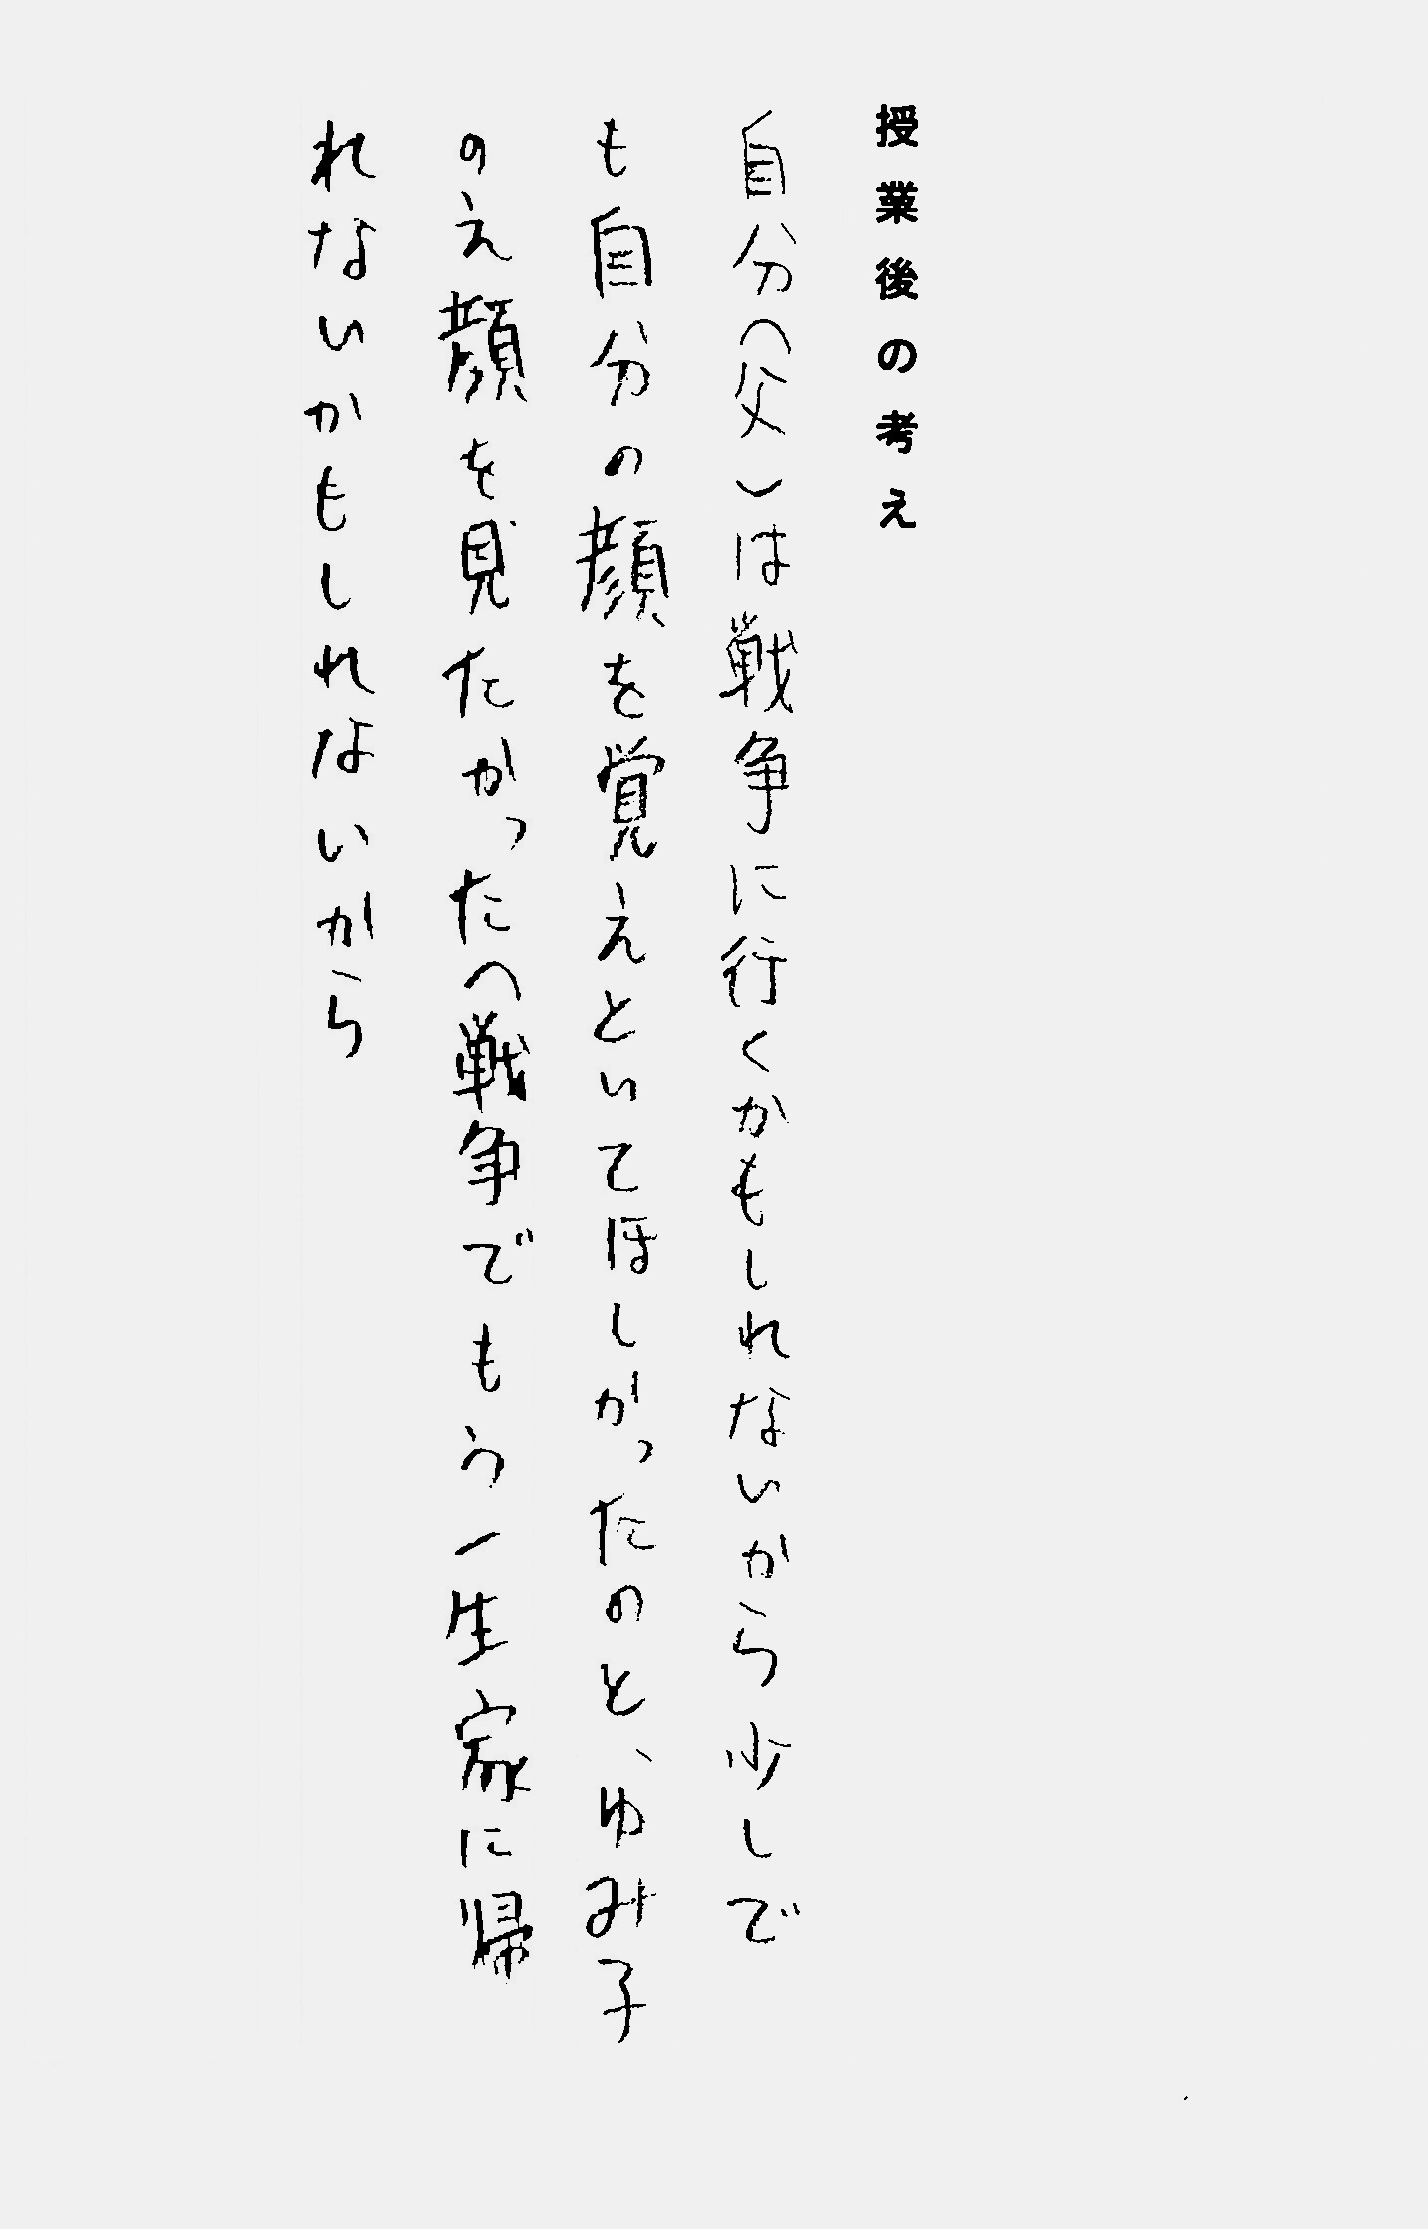 授業後の考え
自分(父)は戦争に行くかもしれないから少しで
も自分の顔を覚えといてほしかったのと、ゆみ子
のえ顔を見たかった(戦争でもう一生家に帰
れないかもしれないから